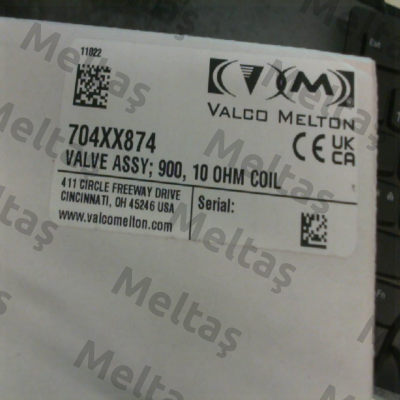 11022
VALCO MELTON
704XX874
CE UK CA
VALVE ASSY; 900, 10 OHM COIL
411 CIRCLE FREEWAY DRIVE
CINCINNATI, OH 45246 USA
www.valcomelton.com
Serial:
Meltaş
Meltaş
Meltaş
Meltaş
Meltaş
Meltaş
Meltaş